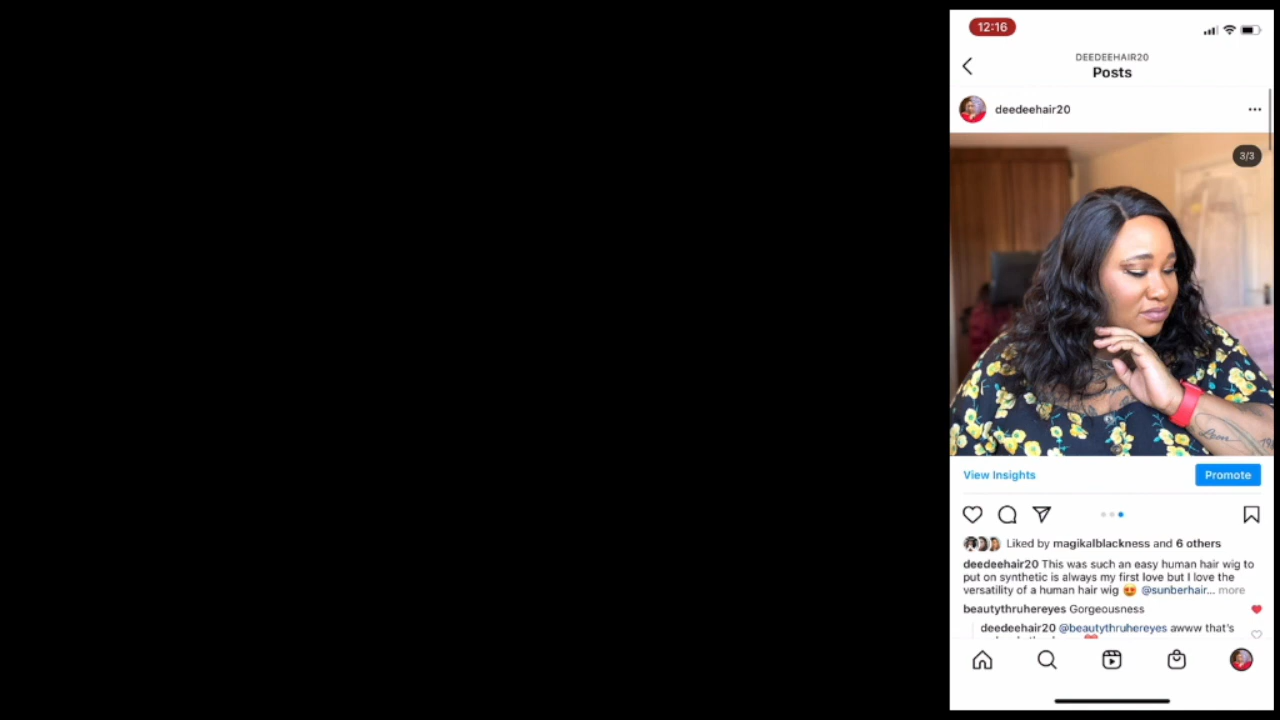 12:16
DEEDEEHAIR20
Posts
deedeehair20
3/3
View Insights
Promote
Liked by magikalblackness and 6 others
deedeehair20 This was such an easy human hair wig to
put on synthetic is always my first love but I love the
versatility of a human hair wig 😍 @sunberhair... more
beautythruhereyes Gorgeousness
deedeehair20 @beautythruhereyes awww that's